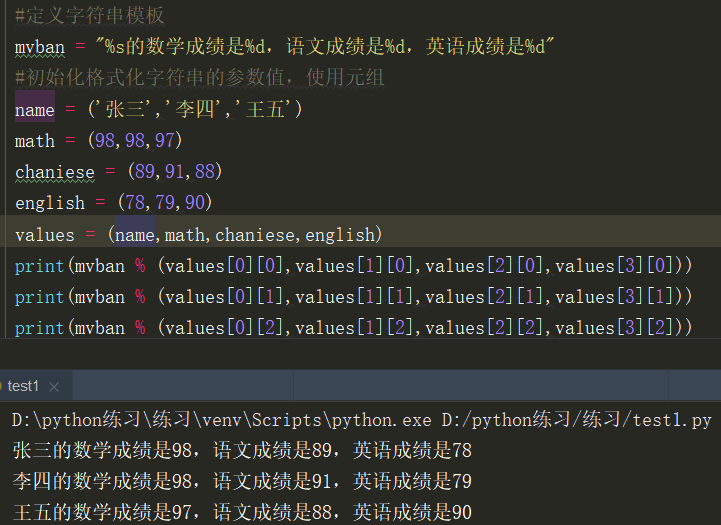 #定义字符串模板
mvban = "%s的数学成绩是%d，语文成绩是%d，英语成绩是%d"
#初始化格式化字符串的参数值，使用元组
name = ('张三','李四','王五')
math = (98,98,97)
chaniese = (89,91,88)
english = (78,79,90)
values = (name,math,chaniese,english)
print(mvban % (values[0][0],values[1][0],values[2][0],values[3][0]))
print(mvban % (values[0][1],values[1][1],values[2][1],values[3][1]))
print(mvban % (values[0][2],values[1][2],values[2][2],values[3][2]))
test1 ×
D:\python练习\练习\venv\Scripts\python.exe D:/python练习/练习/test1.py
张三的数学成绩是98，语文成绩是89，英语成绩是78
李四的数学成绩是98，语文成绩是91，英语成绩是79
王五的数学成绩是97，语文成绩是88，英语成绩是90